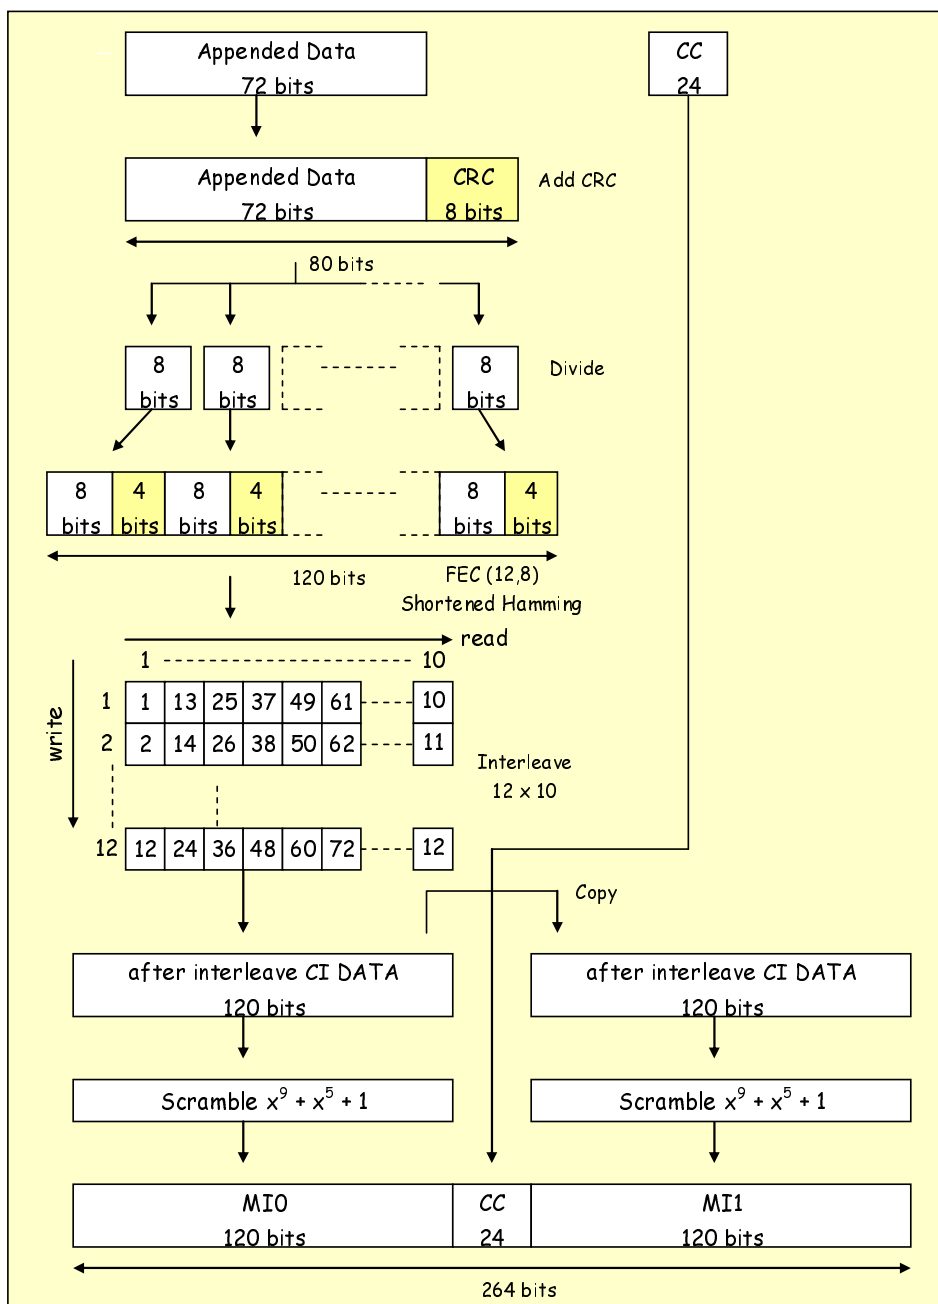 Appended Data
72 bits
CC
24
Appended Data
72 bits
CRC
8 bits
Add CRC
80 bits
8
bits
8
bits
8
bits
Divide
8
bits
4
bits
8
bits
4
bits
8
bits
4
bits
120 bits
FEC (12,8)
Shortened Hamming
read
1 10
write
1 1 13 25 37 49 61 10
2 2 14 26 38 50 62 11
Interleave
12 x 10
12 12 24 36 48 60 72 12
Copy
after interleave CI DATA
120 bits
after interleave CI DATA
120 bits
Scramble x⁹ + x⁵ + 1
Scramble x⁹ + x⁵ + 1
MI0
120 bits
CC
24
MI1
120 bits
264 bits